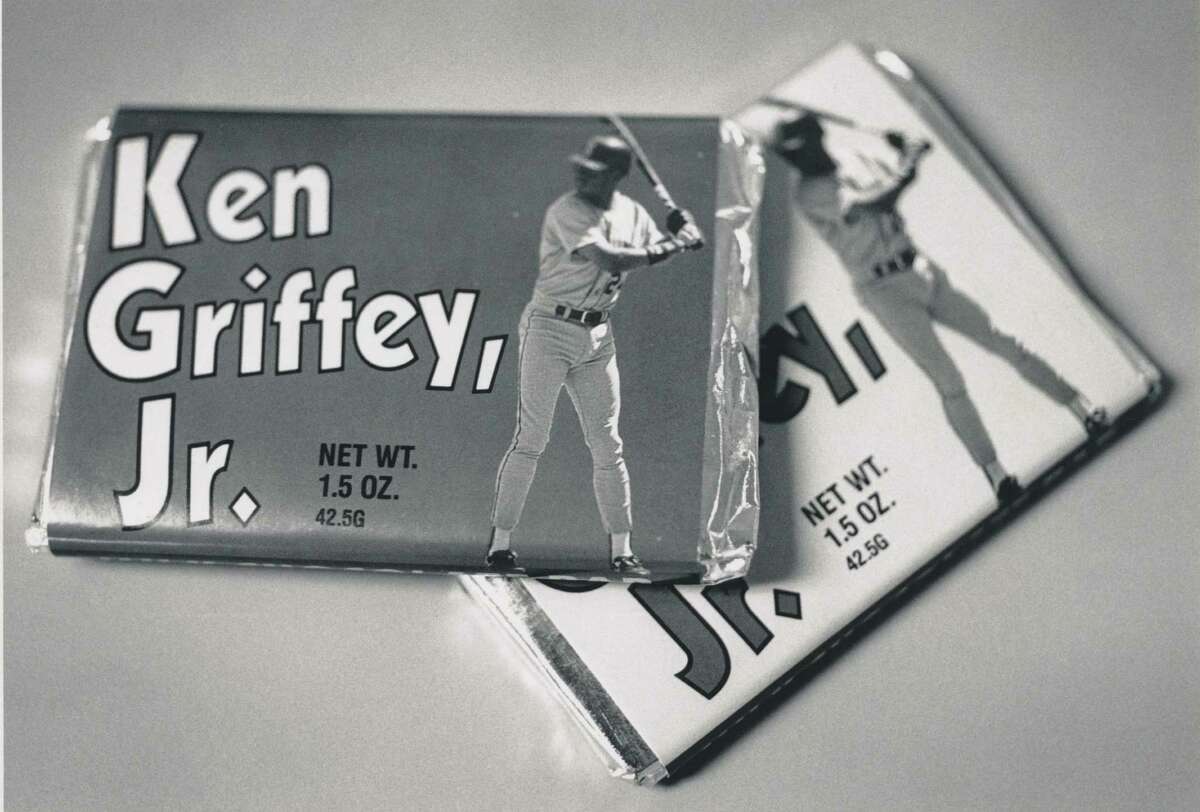 Ken
Griffey,
Jr.
NET WT.
1.5 OZ.
42.5G
ey,
Jr.
NET WT.
1.5 OZ.
42.5G